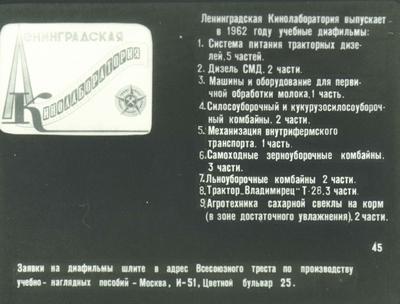 ЛЕНИНГРАДСКАЯ
КИНОЛАБОРАТОРИЯ
Ленинградская Кинолаборатория выпускает
в 1962 году учебные диафильмы:
1. Система питания тракторных дизе-
лей. 5 частей.
2. Дизель СМД. 2 части.
3. Машины и оборудование для первич-
ной обработки молока. 1 часть.
4. Силосоуборочный и кукурузосилосоубороч-
ный комбайны. 2 части.
5. Механизация внутрифермского
транспорта. 1 часть.
6. Самоходные зерноуборочные комбайны.
3 части.
7. Льноуборочные комбайны 2 части.
8. Трактор „Владимирец" Т-28. 3 части.
9. Агротехника сахарной свеклы на корм
(в зоне достаточного увлажнения). 2 части.
45
Заявки на диафильмы шлите в адрес Всесоюзного треста по производству
учебно-наглядных пособий - Москва, И-51, Цветной бульвар 25.